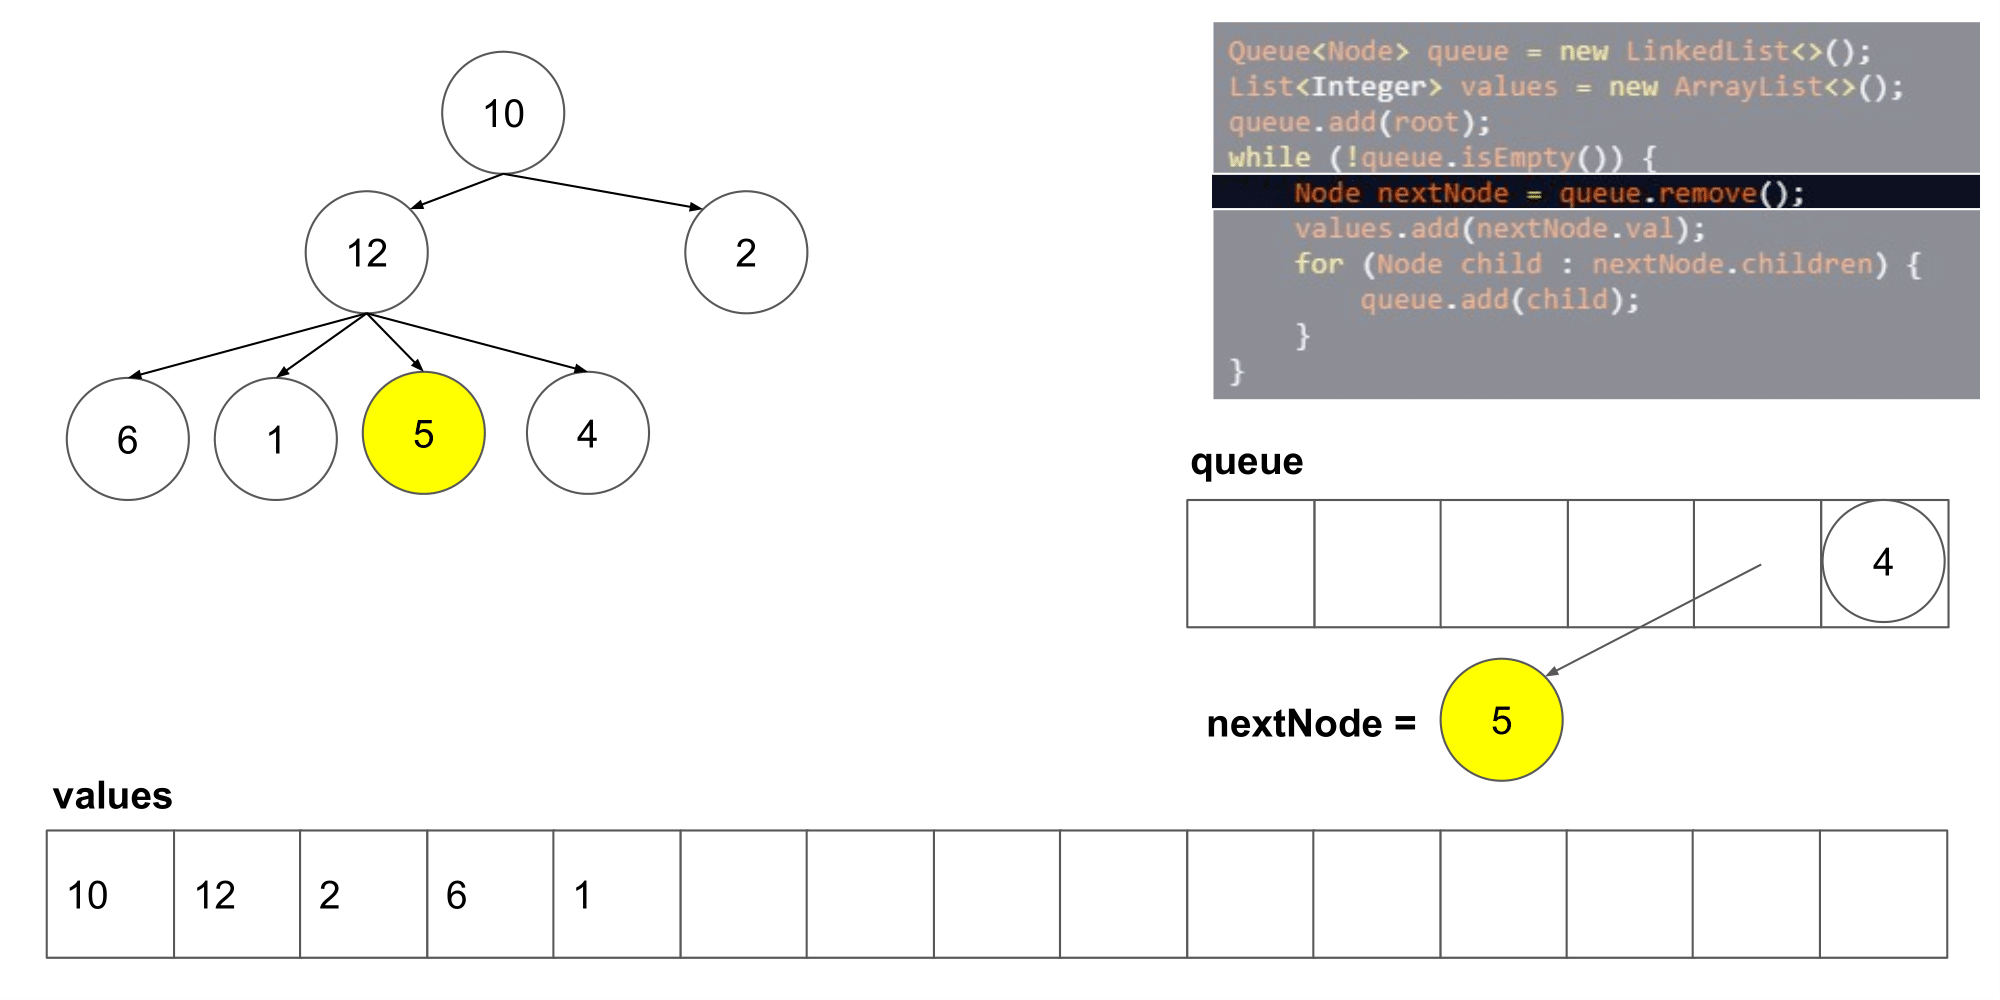 10
12
2
6
1
5
4
Queue<Node> queue = new LinkedList<>();
List<Integer> values = new ArrayList<>();
queue.add(root);
while (!queue.isEmpty()) {
    Node nextNode = queue.remove();
    values.add(nextNode.val);
    for (Node child : nextNode.children) {
        queue.add(child);
    }
}
queue
4
nextNode = 5
values
10 12 2 6 1